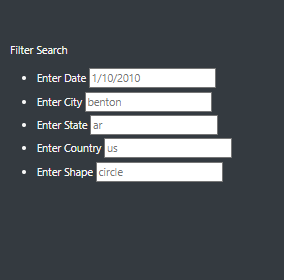 Filter Search
Enter Date 1/10/2010
Enter City benton
Enter State ar
Enter Country us
Enter Shape circle